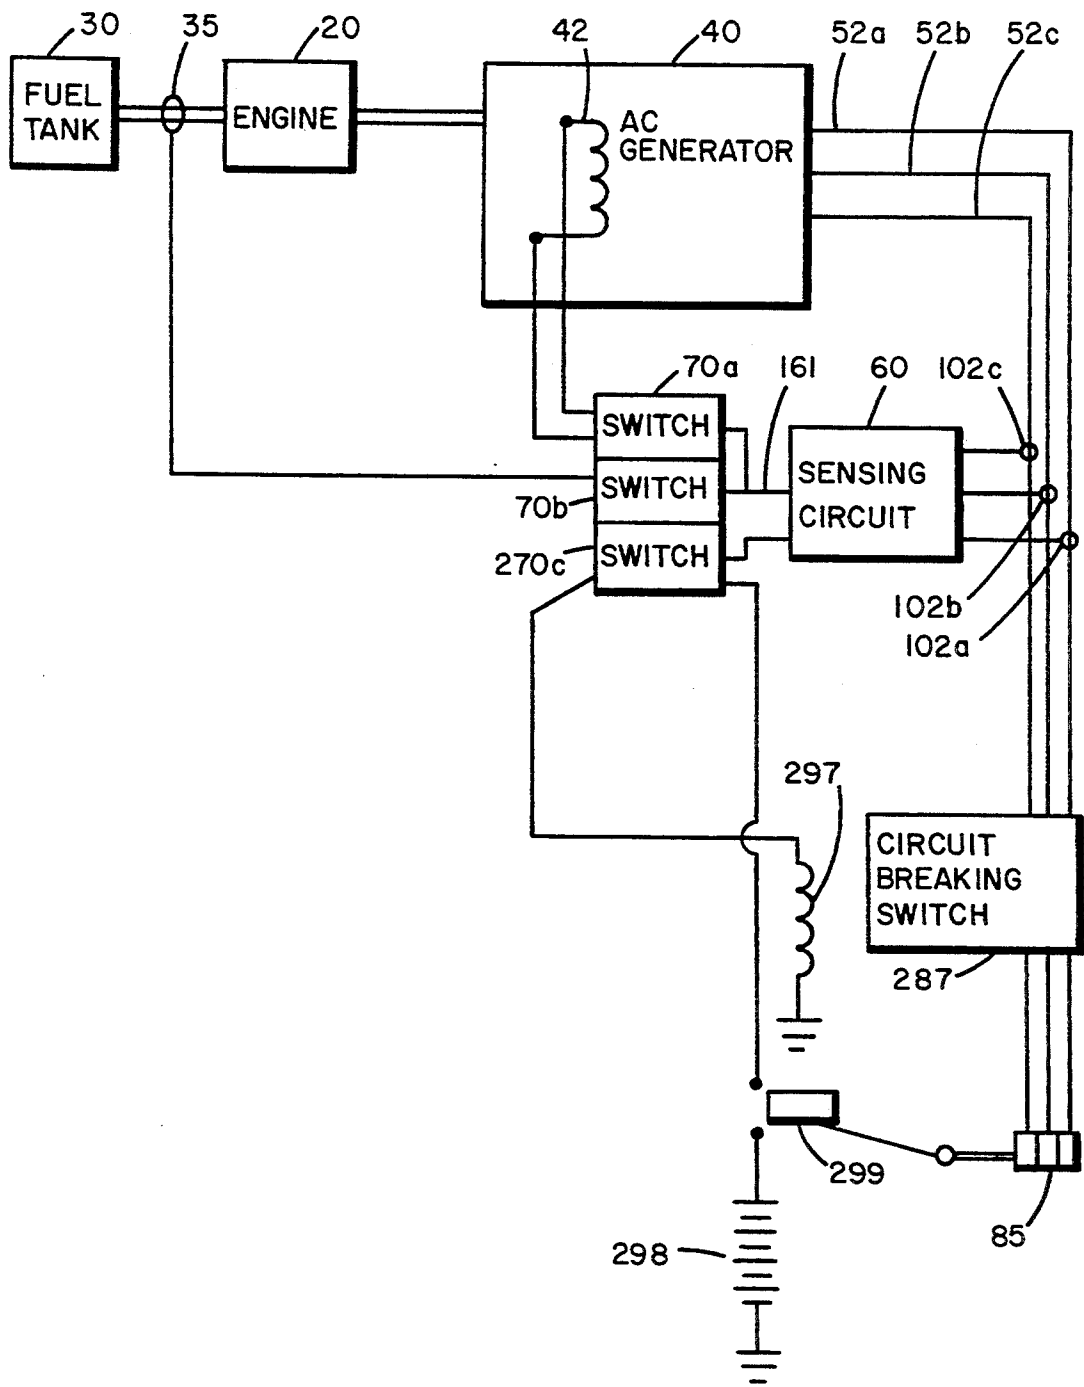 30
35
20
42
40
52a
52b
52c
FUEL
TANK
ENGINE
AC
GENERATOR
70a
161
60
102c
SWITCH
SENSING
CIRCUIT
SWITCH
70b
SWITCH
270c
102b
102a
297
CIRCUIT
BREAKING
SWITCH
287
299
85
298